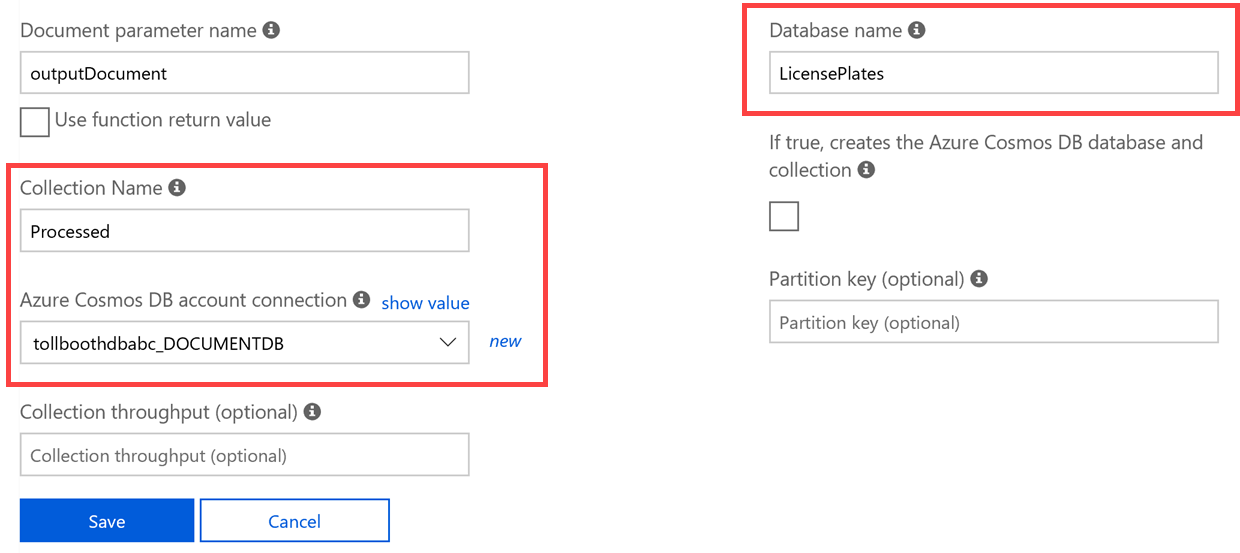 Document parameter name
outputDocument
Use function return value
Collection Name
Processed
Azure Cosmos DB account connection show value
tollboothdbabc_DOCUMENTDB new
Collection throughput (optional)
Collection throughput (optional)
Save Cancel
Database name
LicensePlates
If true, creates the Azure Cosmos DB database and
collection
Partition key (optional)
Partition key (optional)